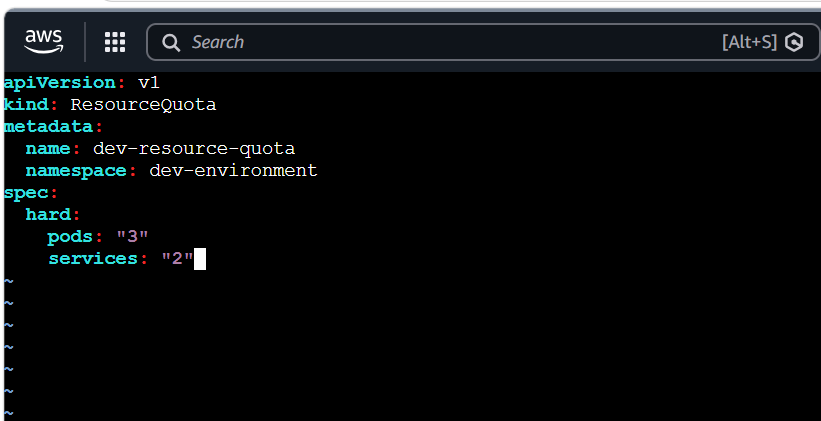 aws
Search
[Alt+S]
apiVersion: v1
kind: ResourceQuota
metadata:
  name: dev-resource-quota
  namespace: dev-environment
spec:
  hard:
    pods: "3"
    services: "2"
~
~
~
~
~
~
~